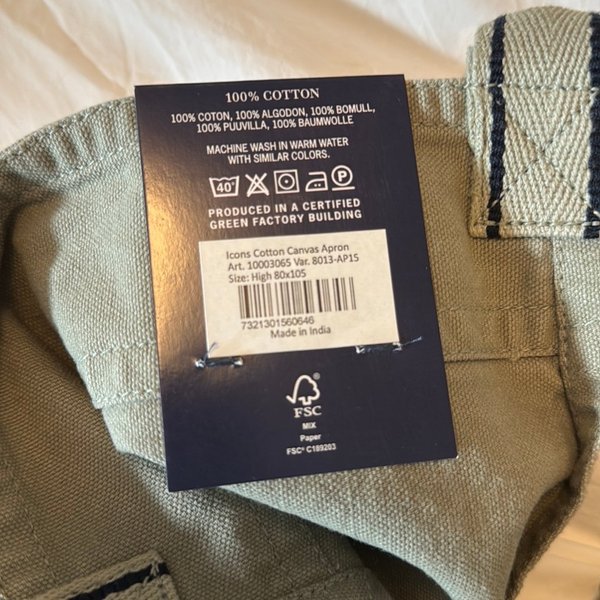 100% COTTON
100% COTON, 100% ALGODON, 100% BOMULL,
100% PUUVILLA, 100% BAUMWOLLE
MACHINE WASH IN WARM WATER
WITH SIMILAR COLORS.
40°
P
PRODUCED IN A CERTIFIED
GREEN FACTORY BUILDING
Icons Cotton Canvas Apron
Art. 10003065 Var. 8013-AP15
Size: High 80x105
7321301560646
Made in India
®
FSC
MIX
Paper
FSC® C189203